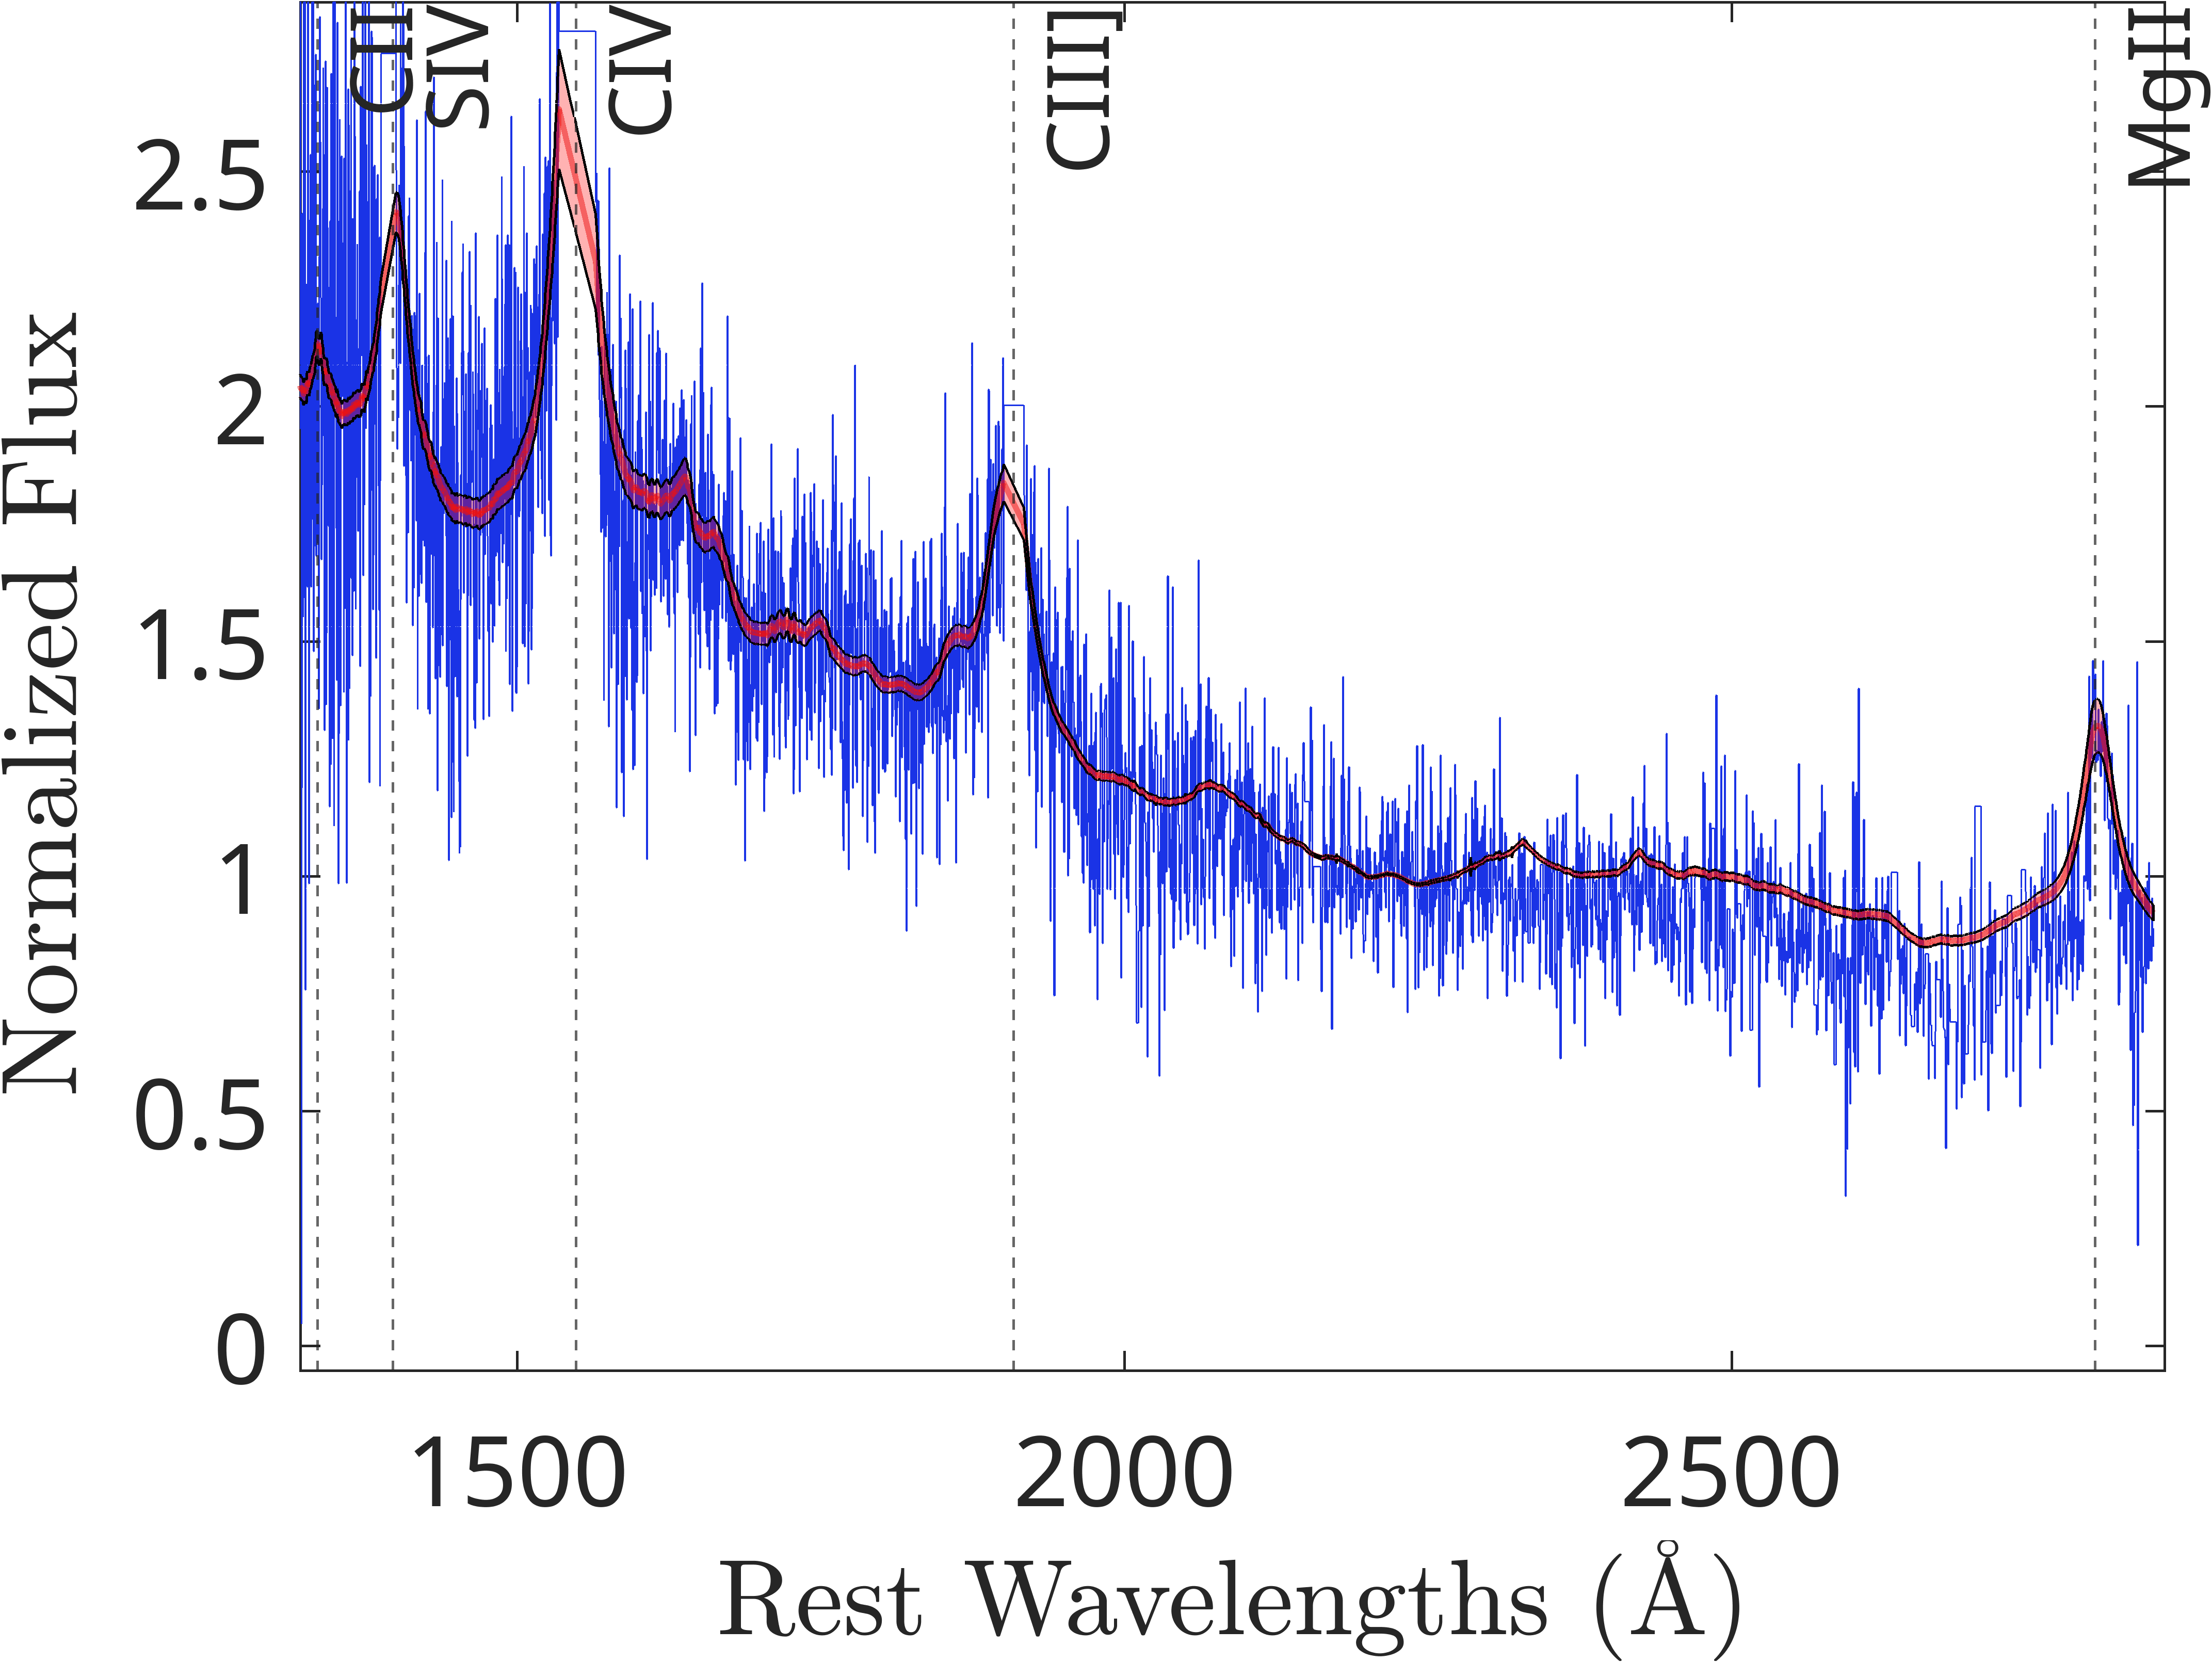 CII
SIV
CIV
CIII]
MgII
Normalized Flux
2.5
2
1.5
1
0.5
0
1500
2000
2500
Rest Wavelengths (Å)